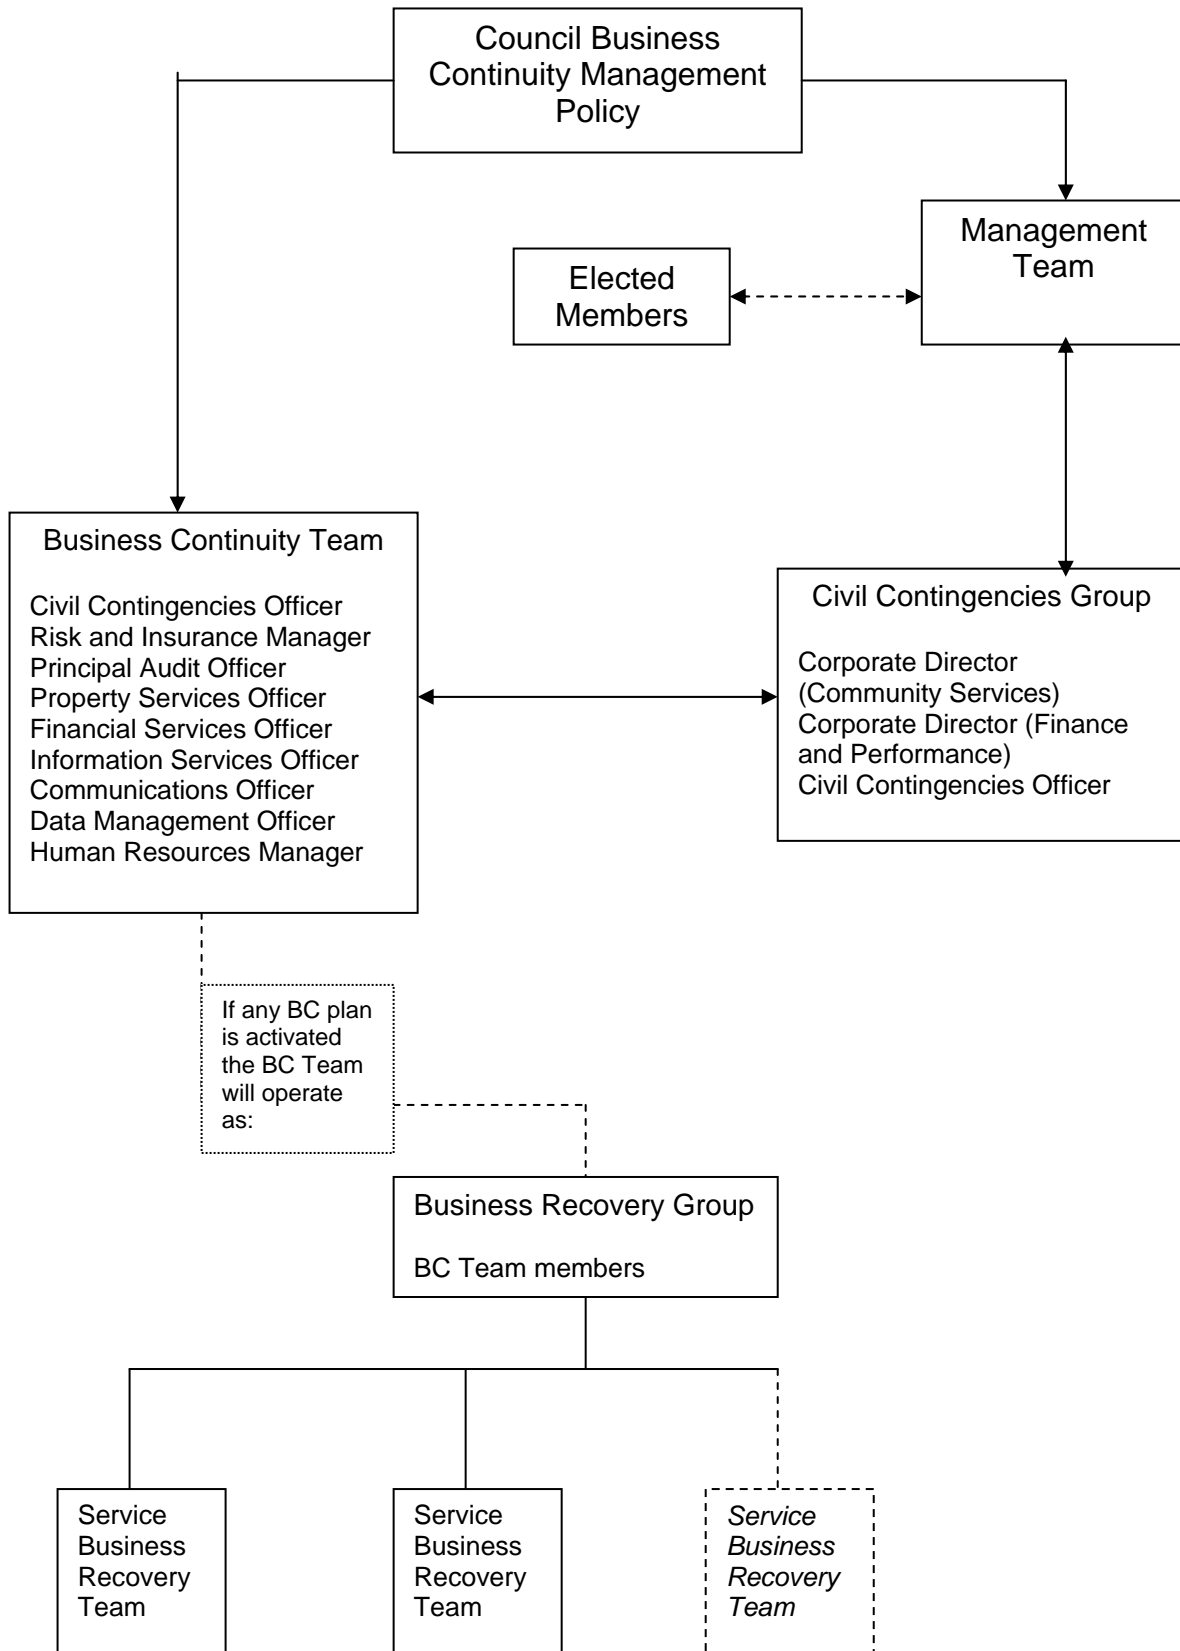 Council Business
Continuity Management
Policy
Management
Team
Elected
Members
Business Continuity Team
Civil Contingencies Officer
Risk and Insurance Manager
Principal Audit Officer
Property Services Officer
Financial Services Officer
Information Services Officer
Communications Officer
Data Management Officer
Human Resources Manager
Civil Contingencies Group
Corporate Director
(Community Services)
Corporate Director (Finance
and Performance)
Civil Contingencies Officer
If any BC plan
is activated
the BC Team
will operate
as:
Business Recovery Group
BC Team members
Service
Business
Recovery
Team
Service
Business
Recovery
Team
Service
Business
Recovery
Team